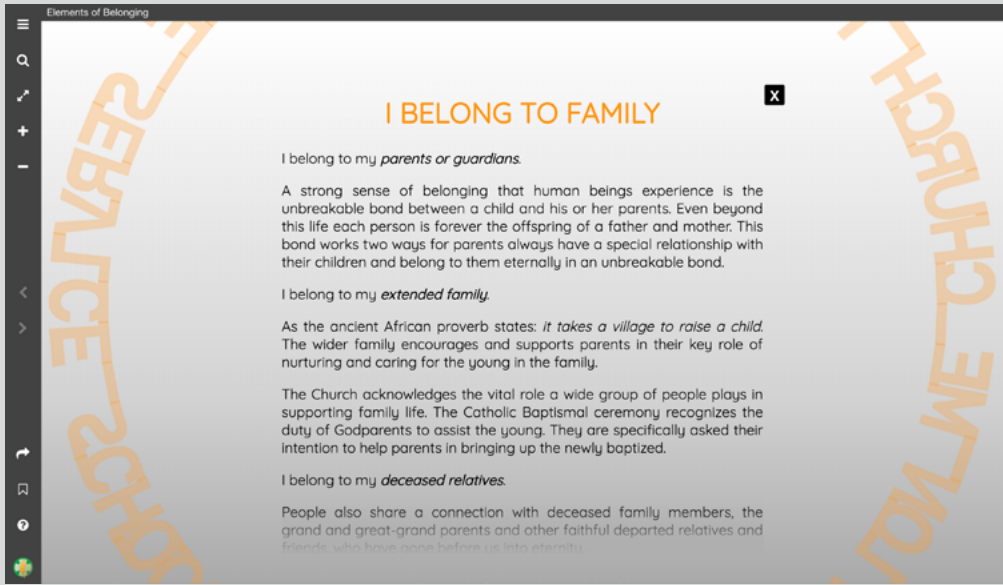 Elements of Belonging
I BELONG TO FAMILY
X
I belong to my parents or guardians.
A strong sense of belonging that human beings experience is the
unbreakable bond between a child and his or her parents. Even beyond
this life each person is forever the offspring of a father and mother. This
bond works two ways for parents always have a special relationship with
their children and belong to them eternally in an unbreakable bond.
I belong to my extended family.
As the ancient African proverb states: it takes a village to raise a child.
The wider family encourages and supports parents in their key role of
nurturing and caring for the young in the family.
The Church acknowledges the vital role a wide group of people plays in
supporting family life. The Catholic Baptismal ceremony recognizes the
duty of Godparents to assist the young. They are specifically asked their
intention to help parents in bringing up the newly baptized.
I belong to my deceased relatives.
People also share a connection with deceased family members, the
grand and great-grand parents and other faithful departed relatives and
friends, who have gone before us into eternity.